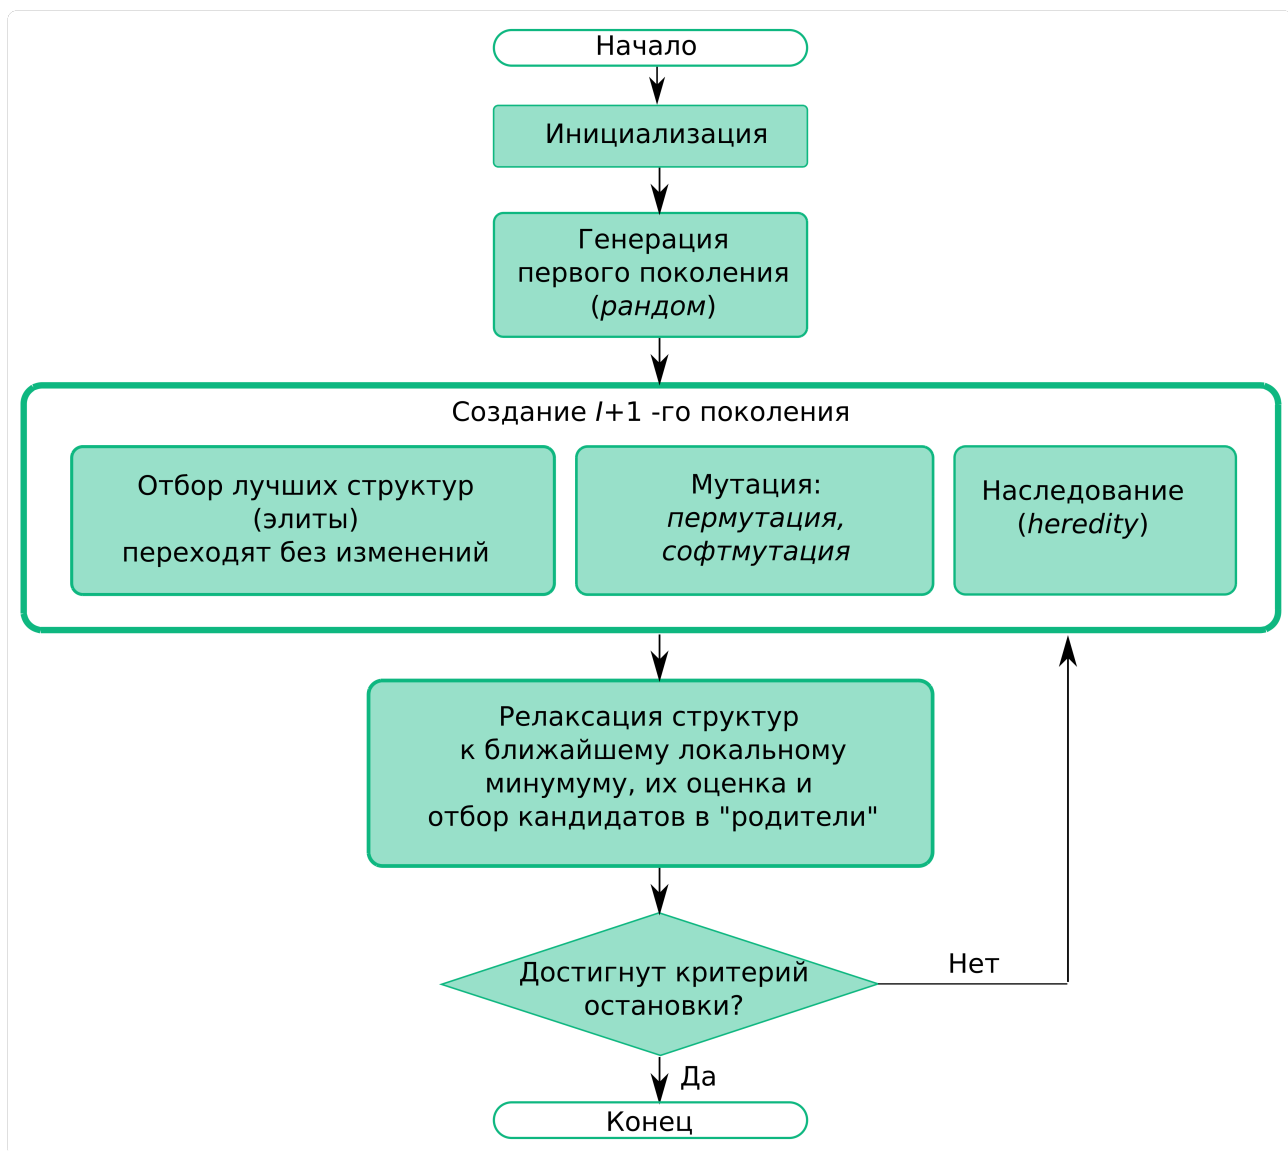 Начало
Инициализация
Генерация
первого поколения
(рандом)
Создание I+1 -го поколения
Отбор лучших структур
(элиты)
переходят без изменений
Мутация:
пермутация,
софтмутация
Наследование
(heredity)
Релаксация структур
к ближайшему локальному
минумуму, их оценка и
отбор кандидатов в "родители"
Достигнут критерий
остановки?
Нет
Да
Конец